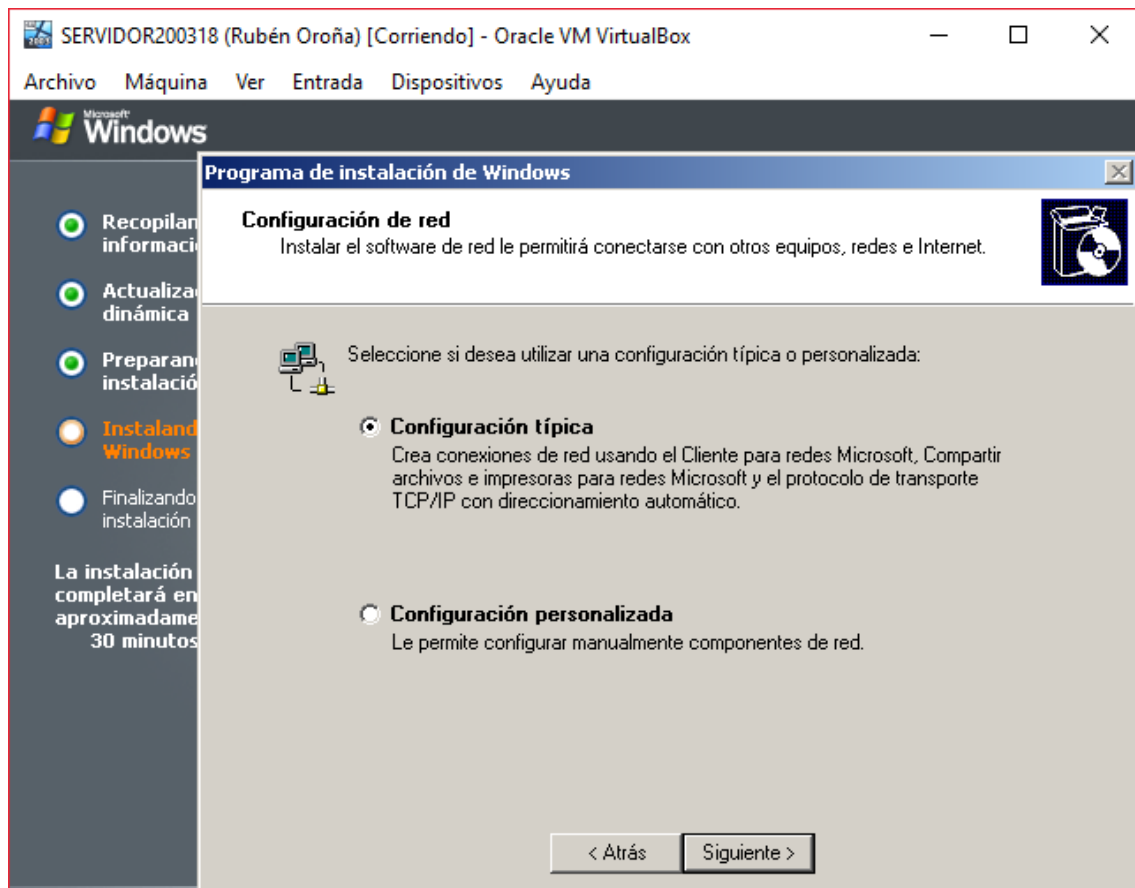 SERVIDOR200318 (Rubén Oroña) [Corriendo] - Oracle VM VirtualBox
Archivo Máquina Ver Entrada Dispositivos Ayuda
Microsoft
Windows
Programa de instalación de Windows
Configuración de red
Instalar el software de red le permitirá conectarse con otros equipos, redes e Internet.
Recopilan
informaci
Actualiza
dinámica
Preparan
instalació
Instaland
Windows
Finalizando
instalación
La instalación
completará en
aproximadame
30 minutos
Seleccione si desea utilizar una configuración típica o personalizada:
Configuración típica
Crea conexiones de red usando el Cliente para redes Microsoft, Compartir
archivos e impresoras para redes Microsoft y el protocolo de transporte
TCP/IP con direccionamiento automático.
Configuración personalizada
Le permite configurar manualmente componentes de red.
< Atrás
Siguiente >